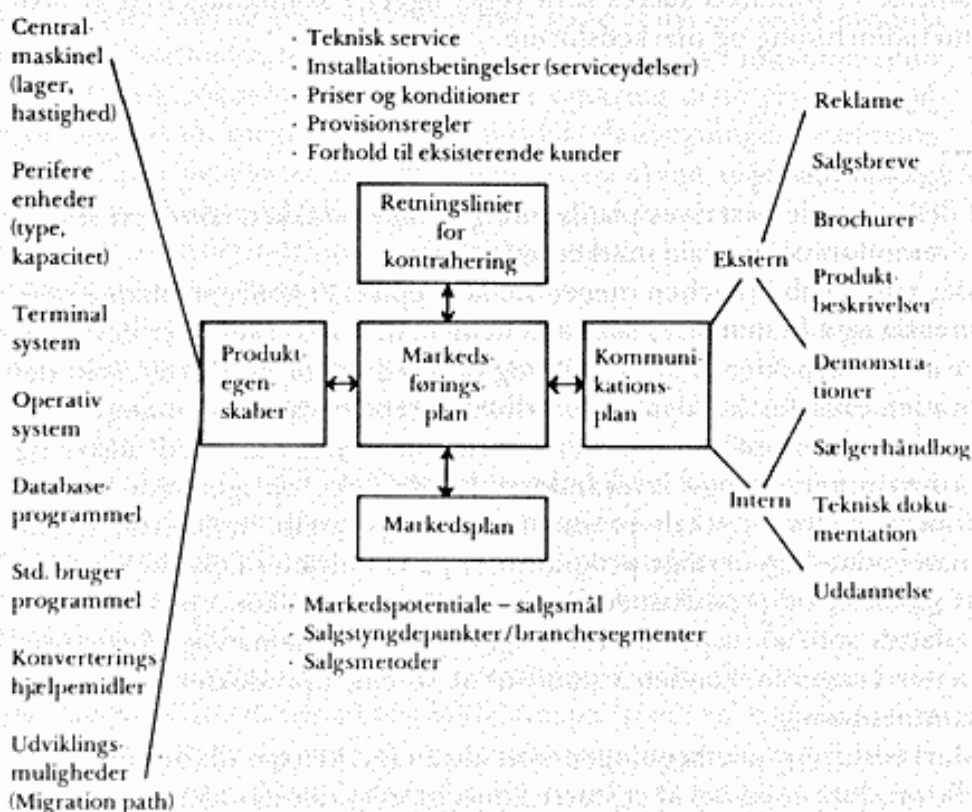 Central-
maskinel
(lager,
hastighed)
Perifere
enheder
(type,
kapacitet)
Terminal
system
Operativ
system
Database-
programmel
Std. bruger
programmel
Konverterings
hjælpemidler
Udviklings-
muligheder
(Migration path)
· Teknisk service
· Installationsbetingelser (serviceydelser)
· Priser og konditioner
· Provisionsregler
· Forhold til eksisterende kunder
Retningslinier
for
kontrahering
Produkt-
egen-
skaber
Markeds-
førings-
plan
Kommuni-
kations-
plan
Markedsplan
· Markedspotentiale – salgsmål
· Salgstyngdepunkter/branchesegmenter
· Salgsmetoder
Ekstern
Intern
Reklame
Salgsbreve
Brochurer
Produkt-
beskrivelser
Demonstra-
tioner
Sælgerhåndbog
Teknisk doku-
mentation
Uddannelse